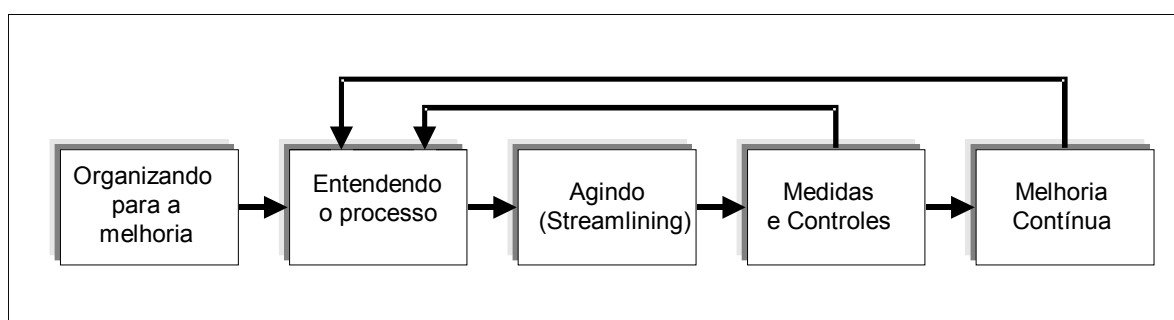 Organizando
para a
melhoria
Entendendo
o processo
Agindo
(Streamlining)
Medidas
e Controles
Melhoria
Contínua